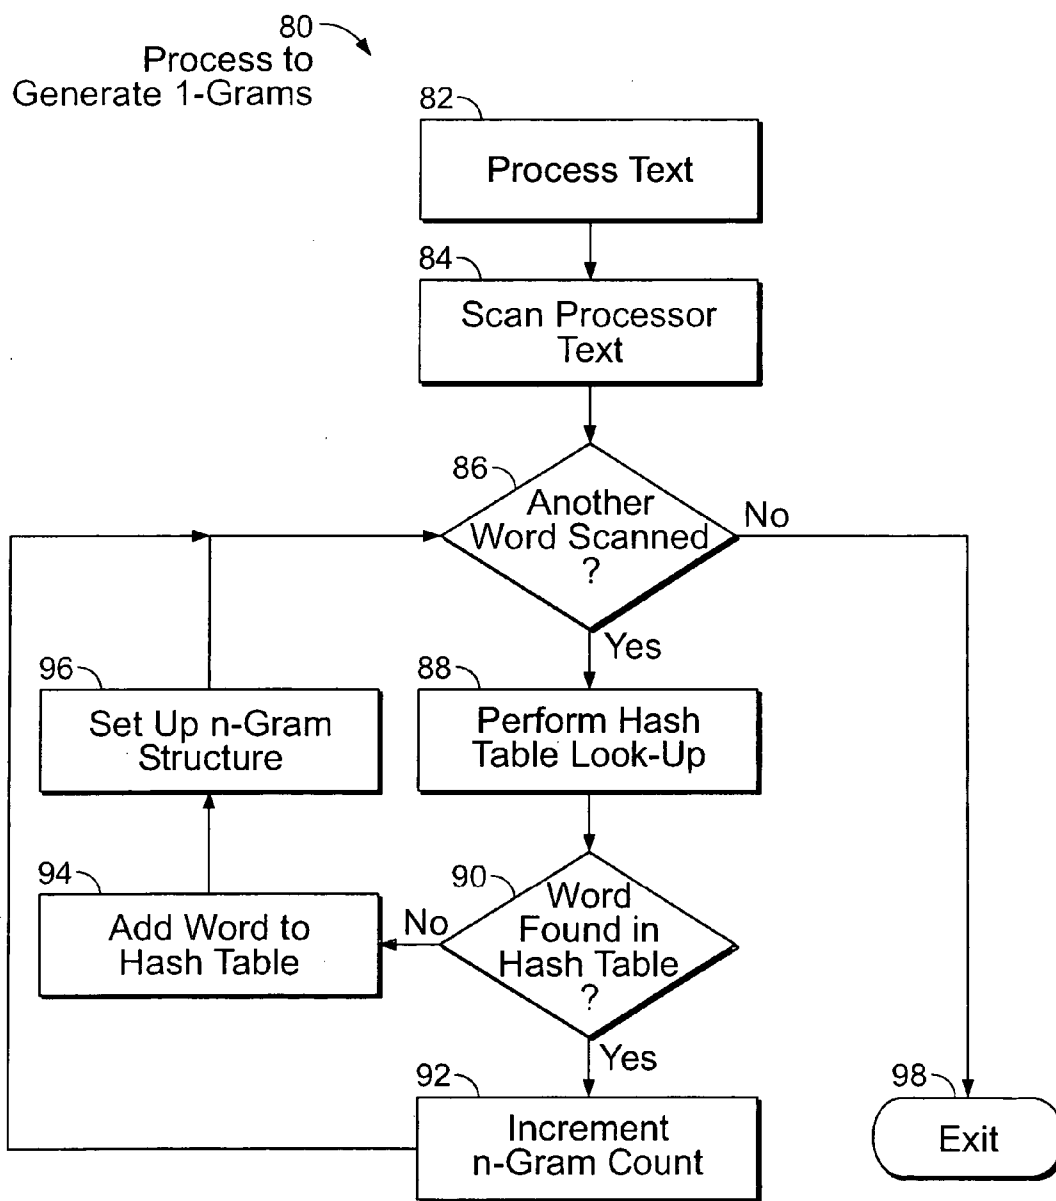 80
Process to
Generate 1-Grams
82
Process Text
84
Scan Processor
Text
86
Another
Word Scanned
?
No
Yes
96
Set Up n-Gram
Structure
88
Perform Hash
Table Look-Up
94
Add Word to
Hash Table
No
90
Word
Found in
Hash Table
?
Yes
92
Increment
n-Gram Count
98
Exit